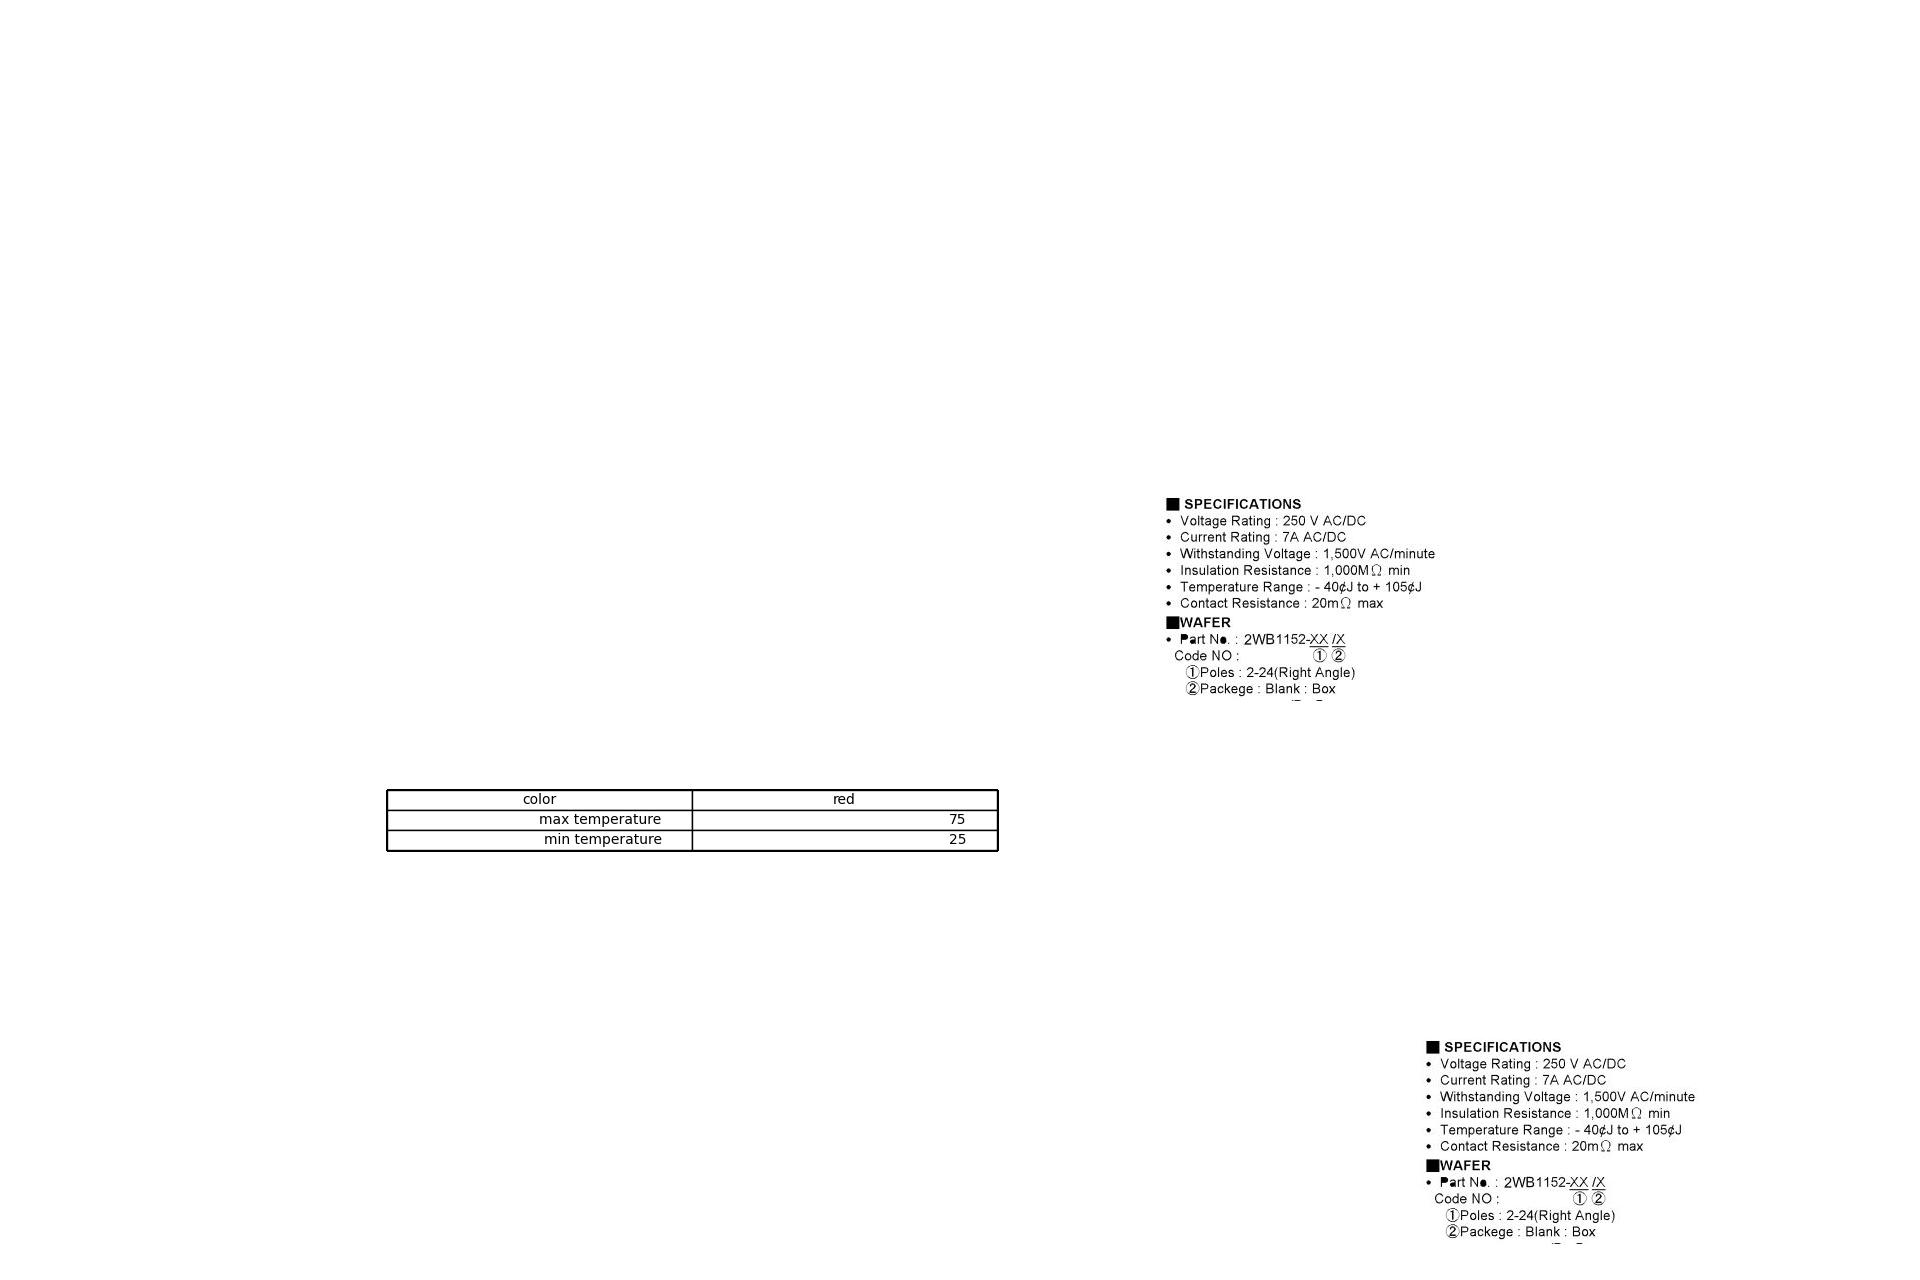 ■ SPECIFICATIONS
• Voltage Rating : 250 V AC/DC
• Current Rating : 7A AC/DC
• Withstanding Voltage : 1,500V AC/minute
• Insulation Resistance : 1,000MΩ min
• Temperature Range : - 40¢J to + 105¢J
• Contact Resistance : 20mΩ max
■WAFER
• Part No. : 2WB1152-XX /X
Code NO : ① ②
①Poles : 2-24(Right Angle)
②Packege : Blank : Box
color red
max temperature 75
min temperature 25
■ SPECIFICATIONS
• Voltage Rating : 250 V AC/DC
• Current Rating : 7A AC/DC
• Withstanding Voltage : 1,500V AC/minute
• Insulation Resistance : 1,000MΩ min
• Temperature Range : - 40¢J to + 105¢J
• Contact Resistance : 20mΩ max
■WAFER
• Part No. : 2WB1152-XX /X
Code NO : ① ②
①Poles : 2-24(Right Angle)
②Packege : Blank : Box